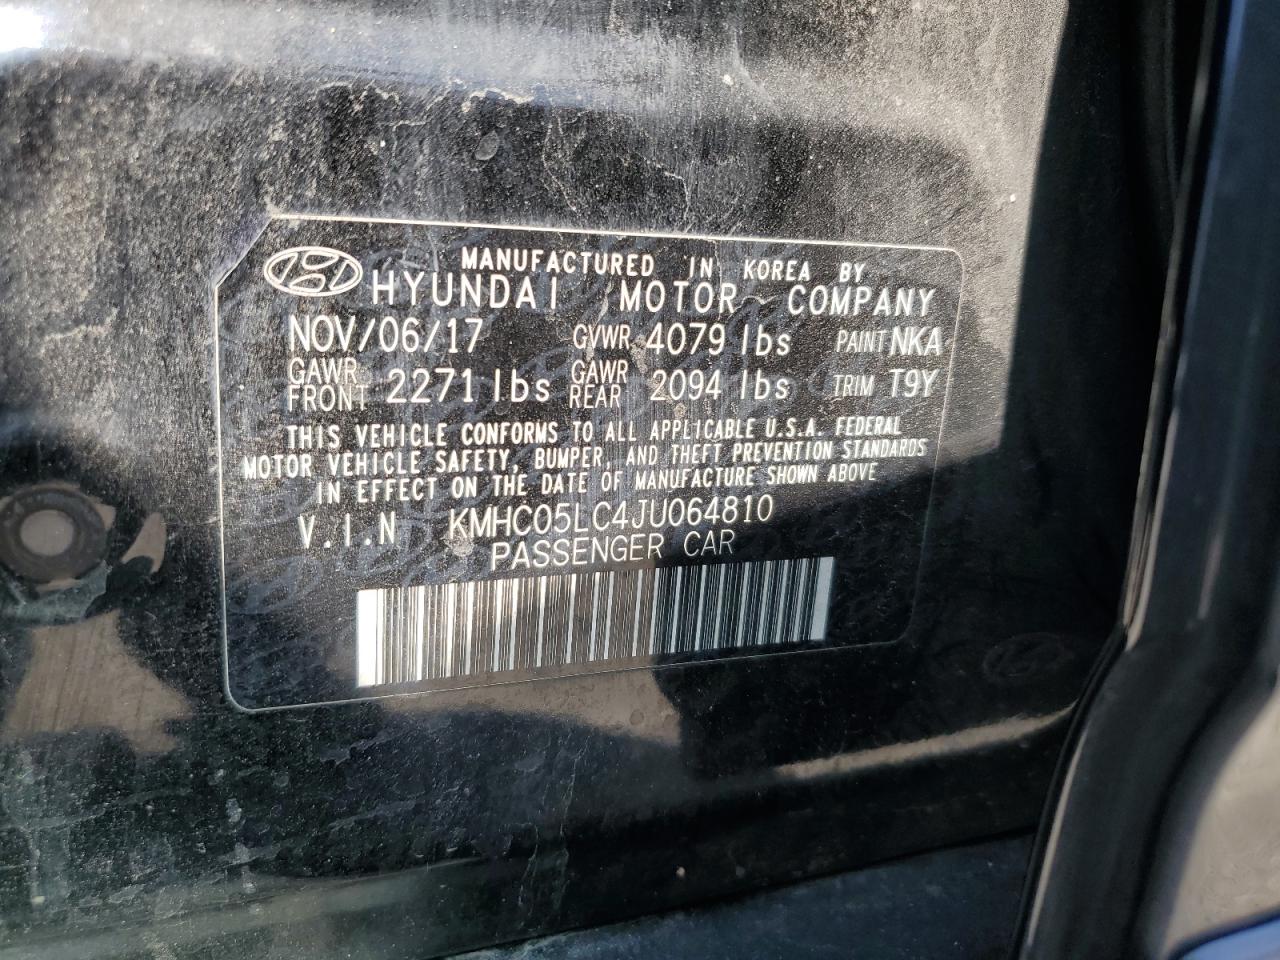 MANUFACTURED IN KOREA BY
HYUNDAI MOTOR COMPANY
NOV/06/17 GVWR 4079 lbs PAINT NKA
GAWR FRONT 2271 lbs GAWR REAR 2094 lbs TRIM T9Y
THIS VEHICLE CONFORMS TO ALL APPLICABLE U.S.A. FEDERAL
MOTOR VEHICLE SAFETY, BUMPER, AND THEFT PREVENTION STANDARDS
IN EFFECT ON THE DATE OF MANUFACTURE SHOWN ABOVE
V.I.N KMHC05LC4JU064810
PASSENGER CAR